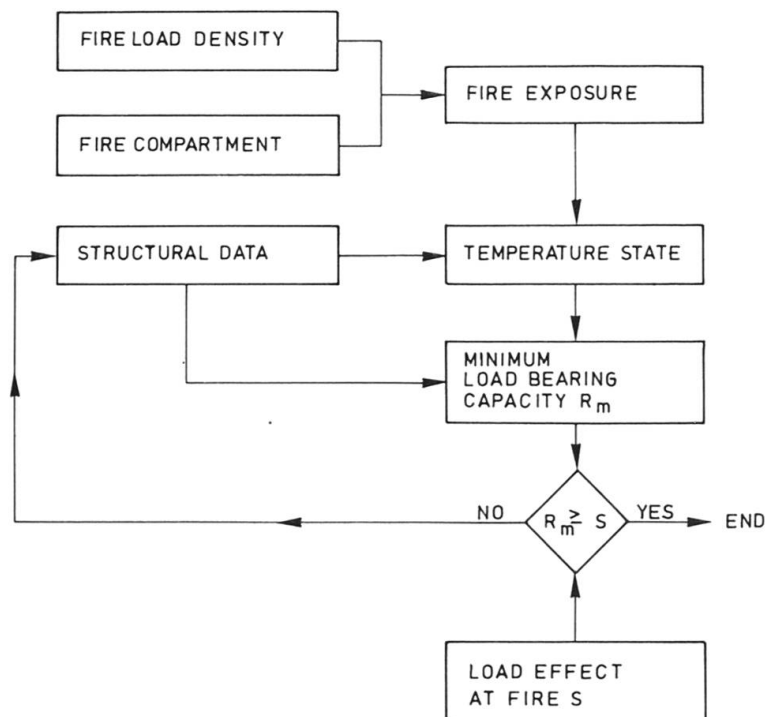 FIRE LOAD DENSITY
FIRE EXPOSURE
FIRE COMPARTMENT
STRUCTURAL DATA
TEMPERATURE STATE
MINIMUM
LOAD BEARING
CAPACITY Rm
NO
Rm ≥ S
YES
END
LOAD EFFECT
AT FIRE S